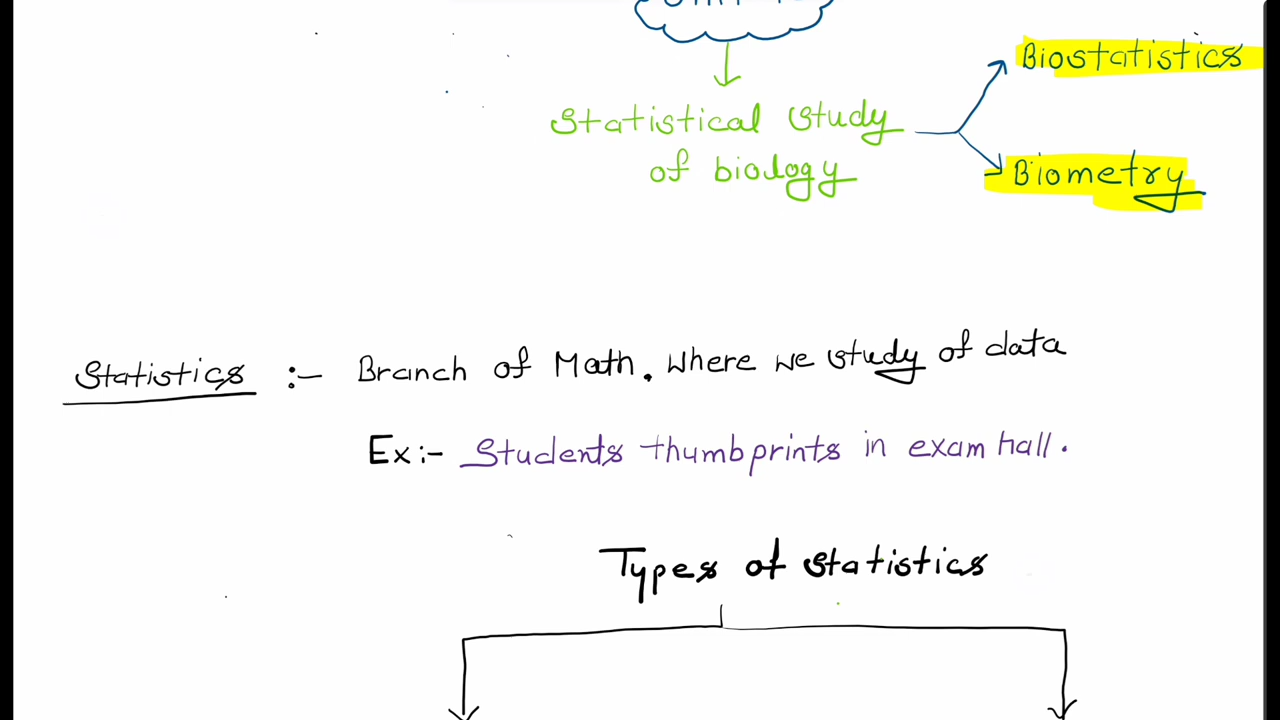 Biostatistics
Statistical study
of biology
Biometry
Statistics :- Branch of Math. Where we study of data
Ex:- Students thumbprints in exam hall.
Types of statistics